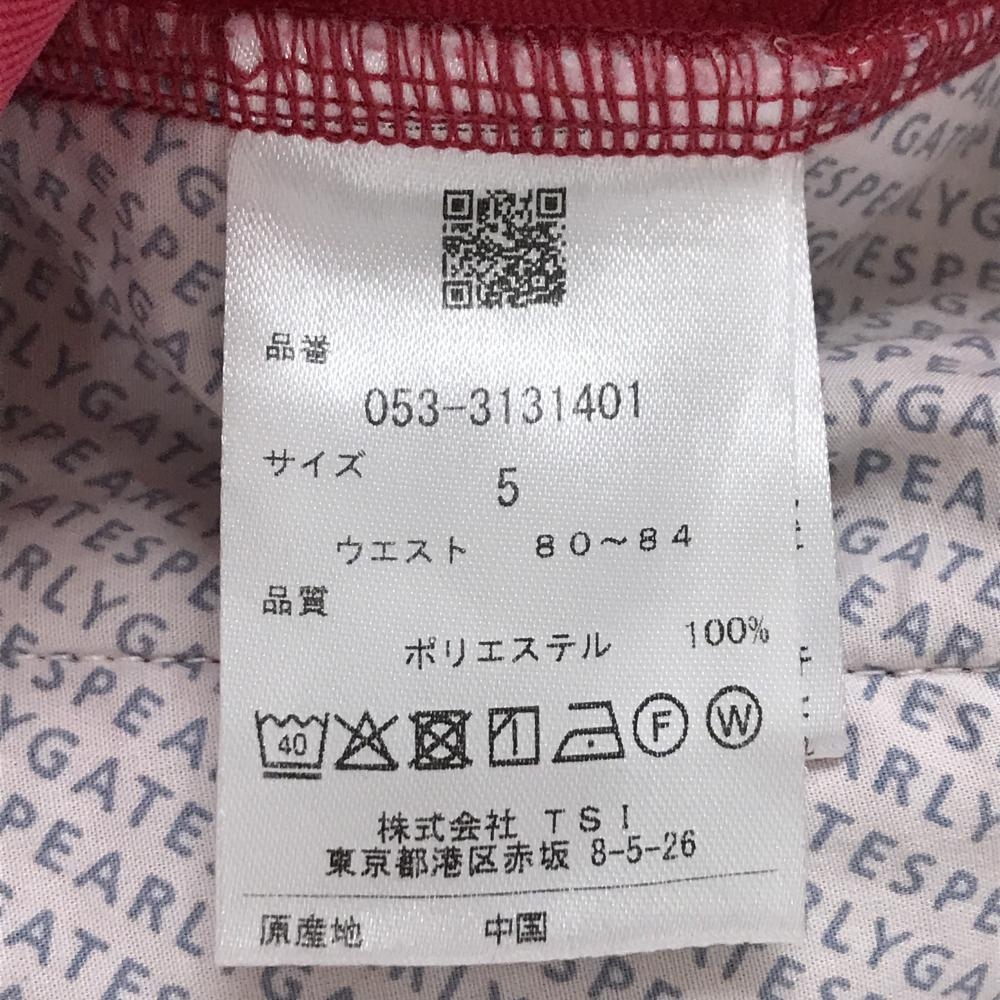 品番
053-3131401
サイズ 5
ウエスト 80~84
品質
ポリエステル 100%
40 F W
株式会社 TSI
東京都港区赤坂 8-5-26
原産地 中国
PEARLYGATES